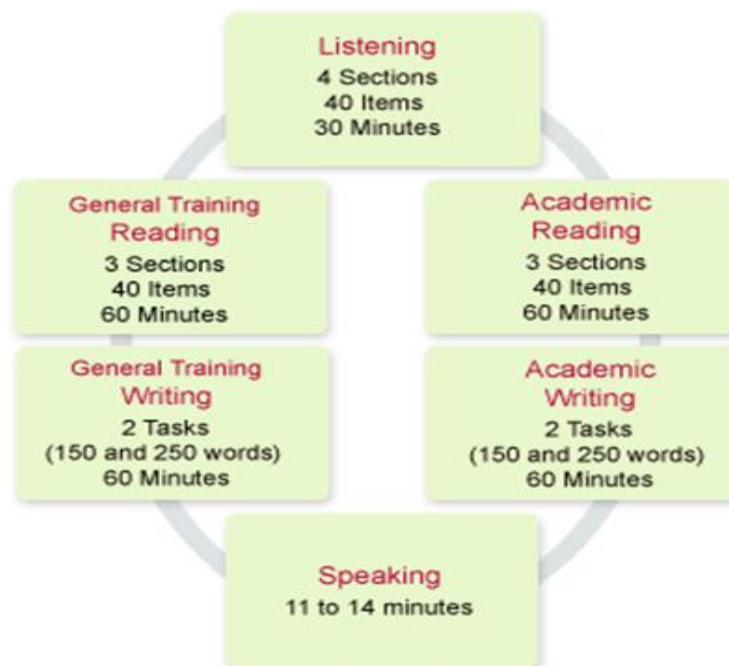 Listening
4 Sections
40 Items
30 Minutes
General Training
Reading
3 Sections
40 Items
60 Minutes
Academic
Reading
3 Sections
40 Items
60 Minutes
General Training
Writing
2 Tasks
(150 and 250 words)
60 Minutes
Academic
Writing
2 Tasks
(150 and 250 words)
60 Minutes
Speaking
11 to 14 minutes